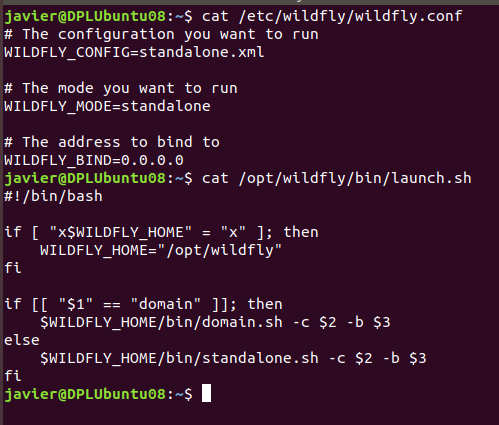 javier@DPLUbuntu08:~$ cat /etc/wildfly/wildfly.conf
# The configuration you want to run
WILDFLY_CONFIG=standalone.xml

# The mode you want to run
WILDFLY_MODE=standalone

# The address to bind to
WILDFLY_BIND=0.0.0.0
javier@DPLUbuntu08:~$ cat /opt/wildfly/bin/launch.sh
#!/bin/bash

if [ "x$WILDFLY_HOME" = "x" ]; then
    WILDFLY_HOME="/opt/wildfly"
fi

if [[ "$1" == "domain" ]]; then
    $WILDFLY_HOME/bin/domain.sh -c $2 -b $3
else
    $WILDFLY_HOME/bin/standalone.sh -c $2 -b $3
fi
javier@DPLUbuntu08:~$